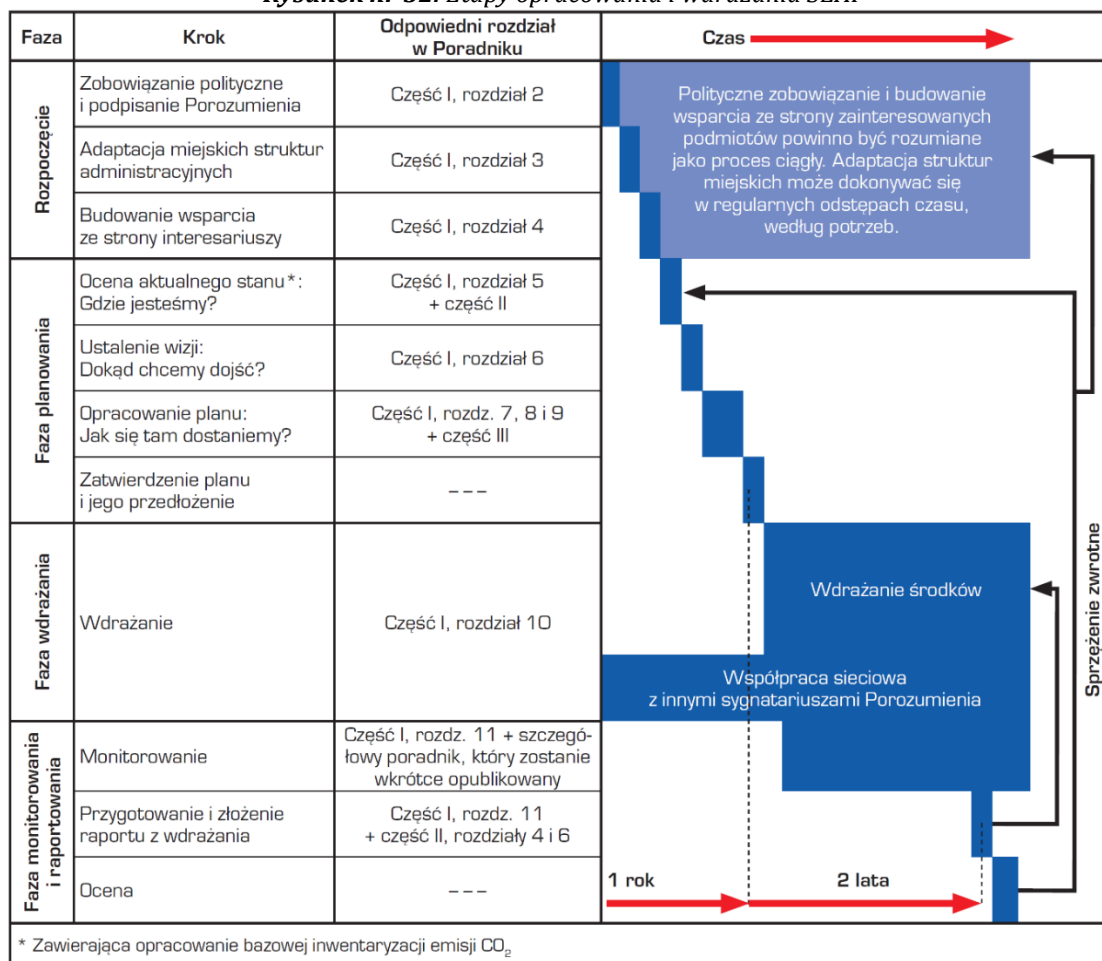 Faza
Krok
Odpowiedni rozdział
w Poradniku
Czas
Rozpoczęcie
Zobowiązanie polityczne
i podpisanie Porozumienia
Część I, rozdział 2
Adaptacja miejskich struktur
administracyjnych
Część I, rozdział 3
Budowanie wsparcia
ze strony interesariuszy
Część I, rozdział 4
Polityczne zobowiązanie i budowanie
wsparcia ze strony zainteresowanych
podmiotów powinno być rozumiane
jako proces ciągły. Adaptacja struktur
miejskich może dokonywać się
w regularnych odstępach czasu,
według potrzeb.
Faza planowania
Ocena aktualnego stanu*:
Gdzie jesteśmy?
Część I, rozdział 5
+ część II
Ustalenie wizji:
Dokąd chcemy dojść?
Część I, rozdział 6
Opracowanie planu:
Jak się tam dostaniemy?
Część I, rozdz. 7, 8 i 9
+ część III
Zatwierdzenie planu
i jego przedłożenie
– – –
Faza wdrażania
Wdrażanie
Część I, rozdział 10
Wdrażanie środków
Współpraca sieciowa
z innymi sygnatariuszami Porozumienia
Sprzężenie zwrotne
Faza monitorowania
i raportowania
Monitorowanie
Część I, rozdz. 11 + szczegó-
łowy poradnik, który zostanie
wkrótce opublikowany
Przygotowanie i złożenie
raportu z wdrażania
Część I, rozdz. 11
+ część II, rozdziały 4 i 6
Ocena
– – –
1 rok
2 lata
* Zawierająca opracowanie bazowej inwentaryzacji emisji CO₂